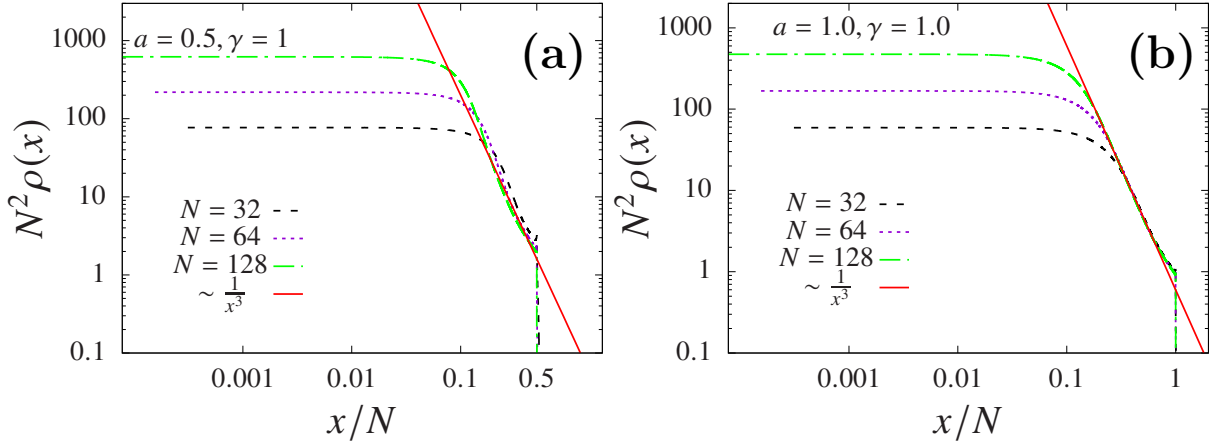 a = 0.5, γ = 1
(a)
N²ρ(x)
1000
100
10
1
0.1
N = 32
N = 64
N = 128
~ 1/x³
0.001
0.01
0.1
0.5
x/N
a = 1.0, γ = 1.0
(b)
N²ρ(x)
1000
100
10
1
0.1
N = 32
N = 64
N = 128
~ 1/x³
0.001
0.01
0.1
1
x/N